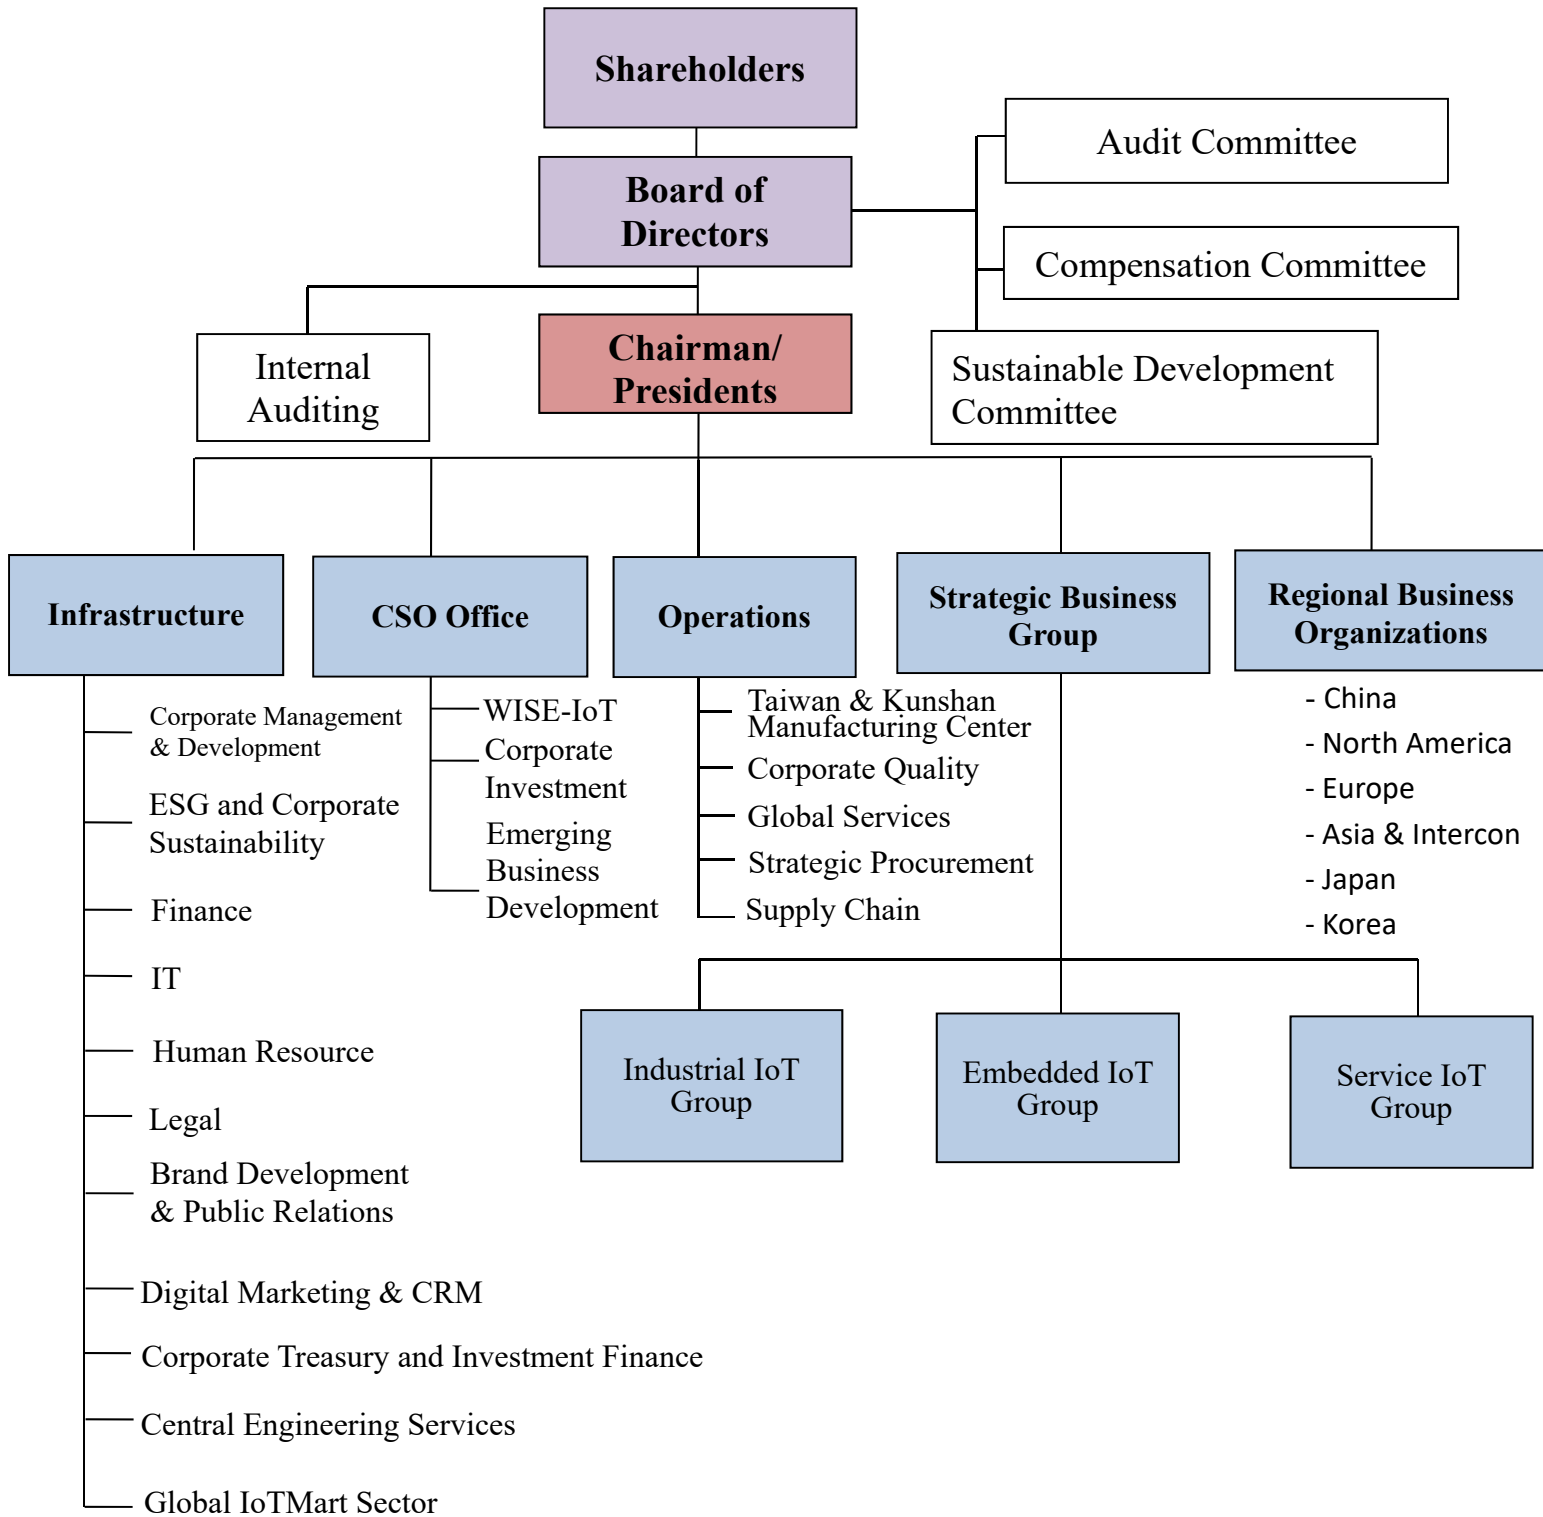 Shareholders
Audit Committee
Board of
Directors
Compensation Committee
Chairman/
Presidents
Internal
Auditing
Sustainable Development
Committee
Infrastructure
CSO Office
Operations
Strategic Business
Group
Regional Business
Organizations
Corporate Management
& Development
ESG and Corporate
Sustainability
Finance
IT
Human Resource
Legal
Brand Development
& Public Relations
Digital Marketing & CRM
Corporate Treasury and Investment Finance
Central Engineering Services
Global IoTMart Sector
WISE-IoT
Corporate
Investment
Emerging
Business
Development
Taiwan & Kunshan
Manufacturing Center
Corporate Quality
Global Services
Strategic Procurement
Supply Chain
- China
- North America
- Europe
- Asia & Intercon
- Japan
- Korea
Industrial IoT
Group
Embedded IoT
Group
Service IoT
Group